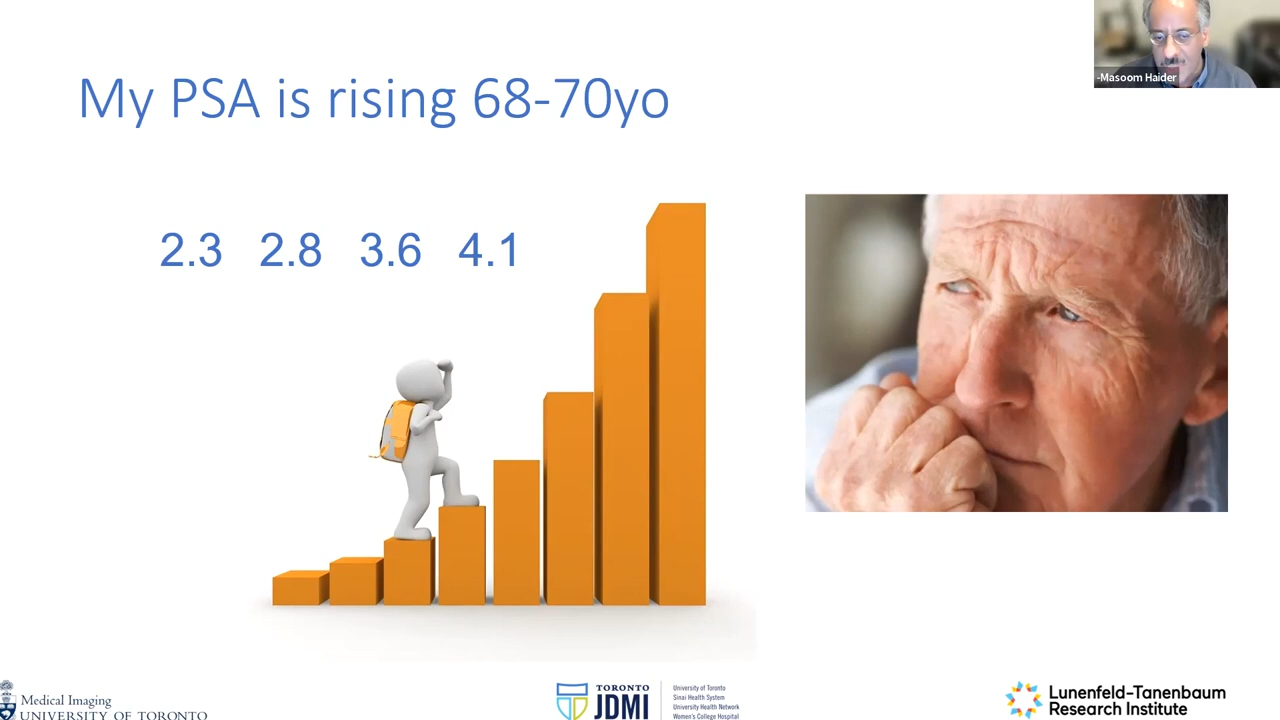 -Masoom Haider
My PSA is rising 68-70yo
2.3 2.8 3.6 4.1
Medical Imaging
UNIVERSITY OF TORONTO
TORONTO
JDMI
University of Toronto
Sinai Health System
University Health Network
Women's College Hospital
Lunenfeld-Tanenbaum
Research Institute